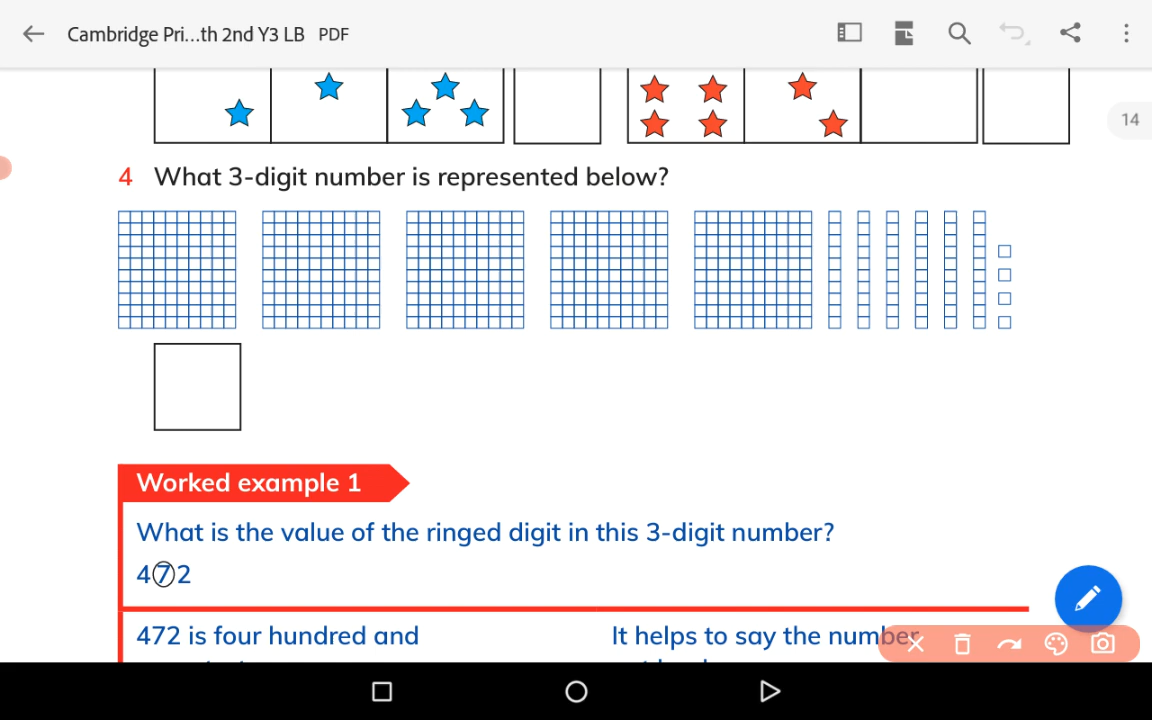 Cambridge Pri...th 2nd Y3 LB PDF
14
4 What 3-digit number is represented below?
Worked example 1
What is the value of the ringed digit in this 3-digit number?
472
472 is four hundred and
It helps to say the number